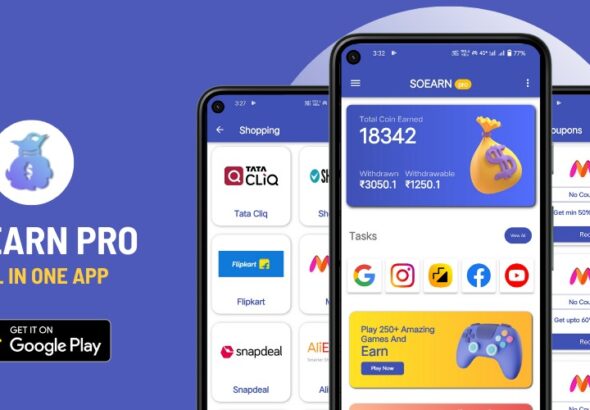 EARN PRO
IN ONE APP
GET IT ON
Google Play
3:27
Shopping
TATA
CLiQ
Tata Cliq
Flipkart
Flipkart
snapdeal
Snapdeal
3:32
77%
SOEARN pro
Total Coin Earned
18342
Withdrawn Withdrawable
₹3050.1 ₹1250.1
Tasks
View All
Play 250+ Amazing
Games And
Earn
Play Now
oupons
No Cou
Get min 50%
No Cou
Get upto 60%